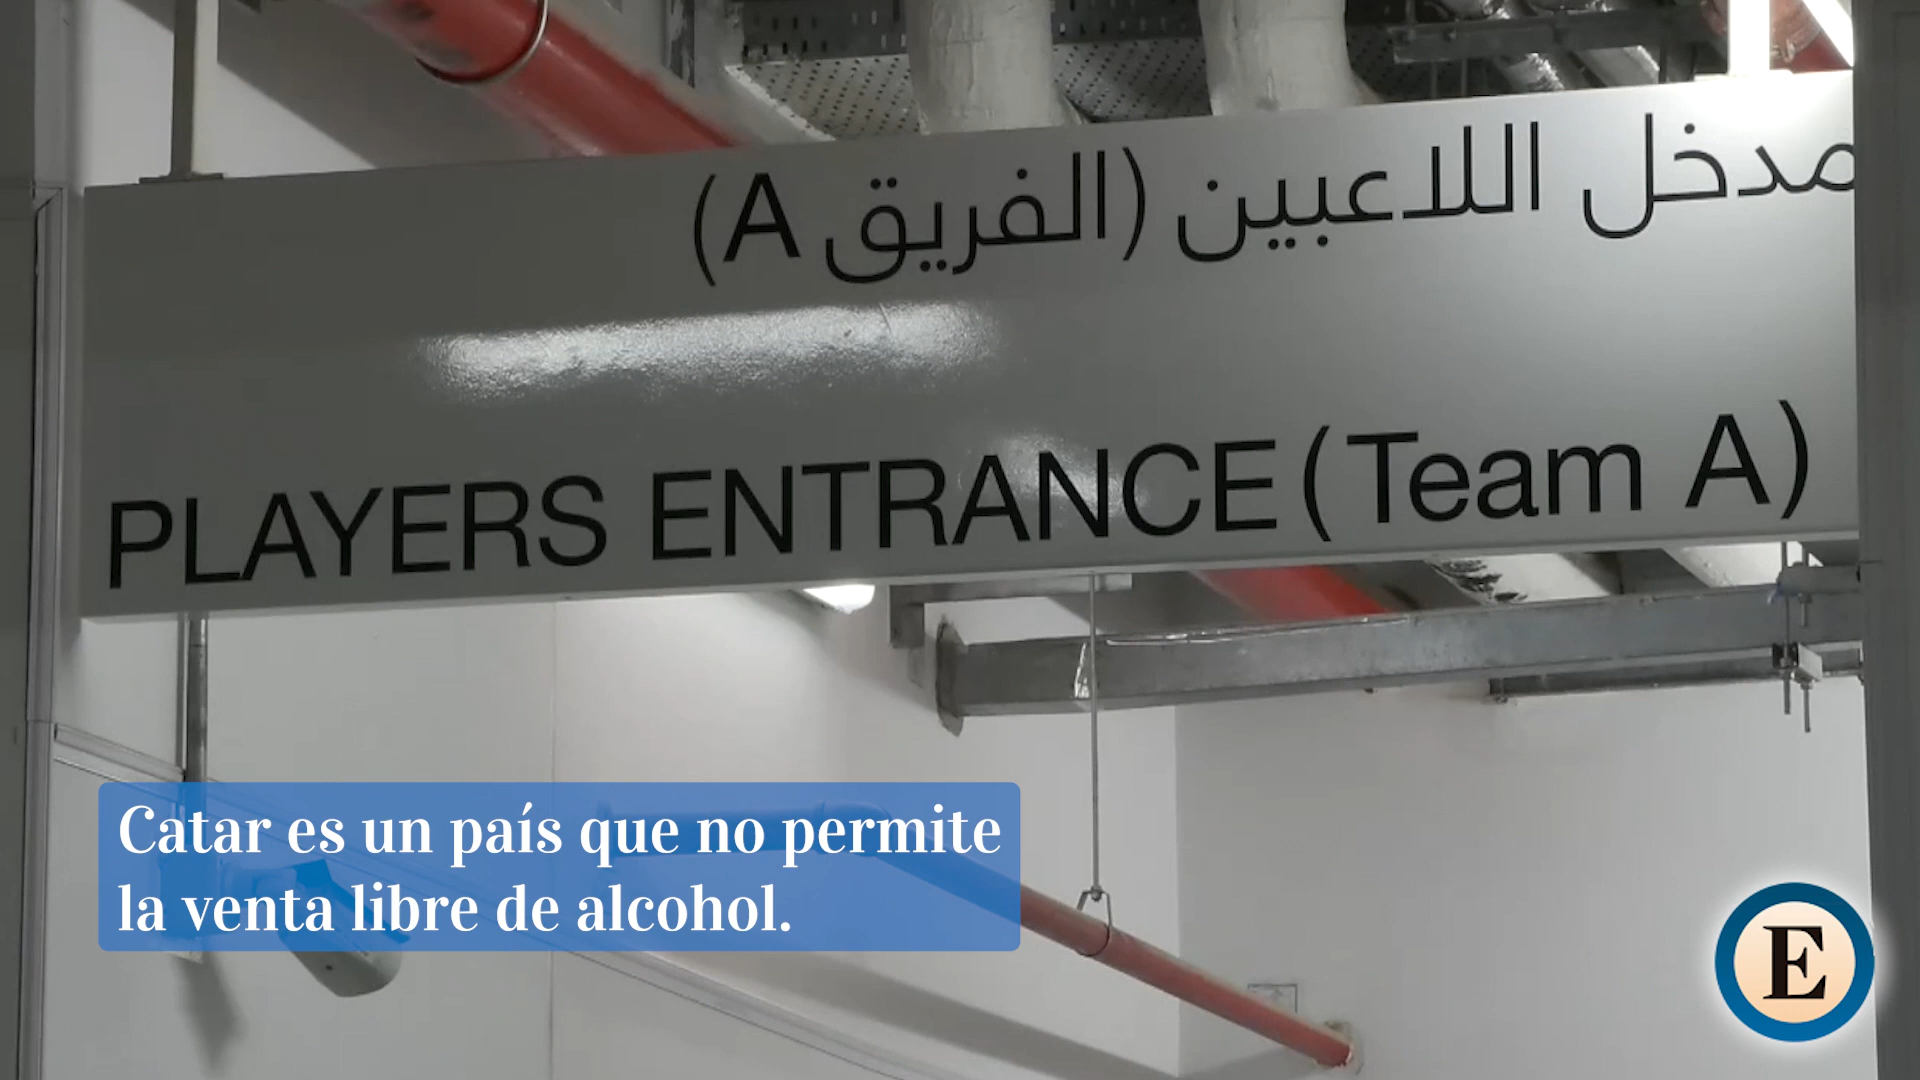 مدخل اللاعبين (الفريق A)
PLAYERS ENTRANCE (Team A)
Catar es un país que no permite
la venta libre de alcohol.
E